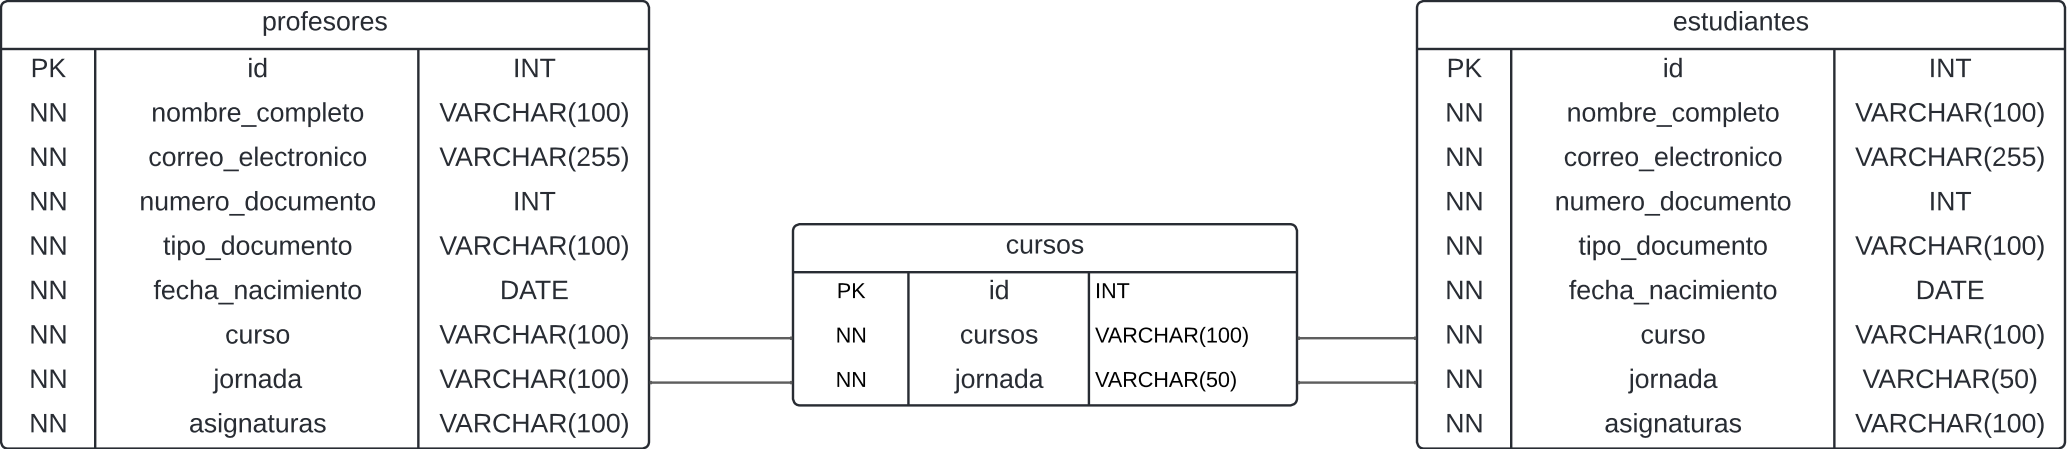 profesores
PK id INT
NN nombre_completo VARCHAR(100)
NN correo_electronico VARCHAR(255)
NN numero_documento INT
NN tipo_documento VARCHAR(100)
NN fecha_nacimiento DATE
NN curso VARCHAR(100)
NN jornada VARCHAR(100)
NN asignaturas VARCHAR(100)
cursos
PK id INT
NN cursos VARCHAR(100)
NN jornada VARCHAR(50)
estudiantes
PK id INT
NN nombre_completo VARCHAR(100)
NN correo_electronico VARCHAR(255)
NN numero_documento INT
NN tipo_documento VARCHAR(100)
NN fecha_nacimiento DATE
NN curso VARCHAR(100)
NN jornada VARCHAR(50)
NN asignaturas VARCHAR(100)